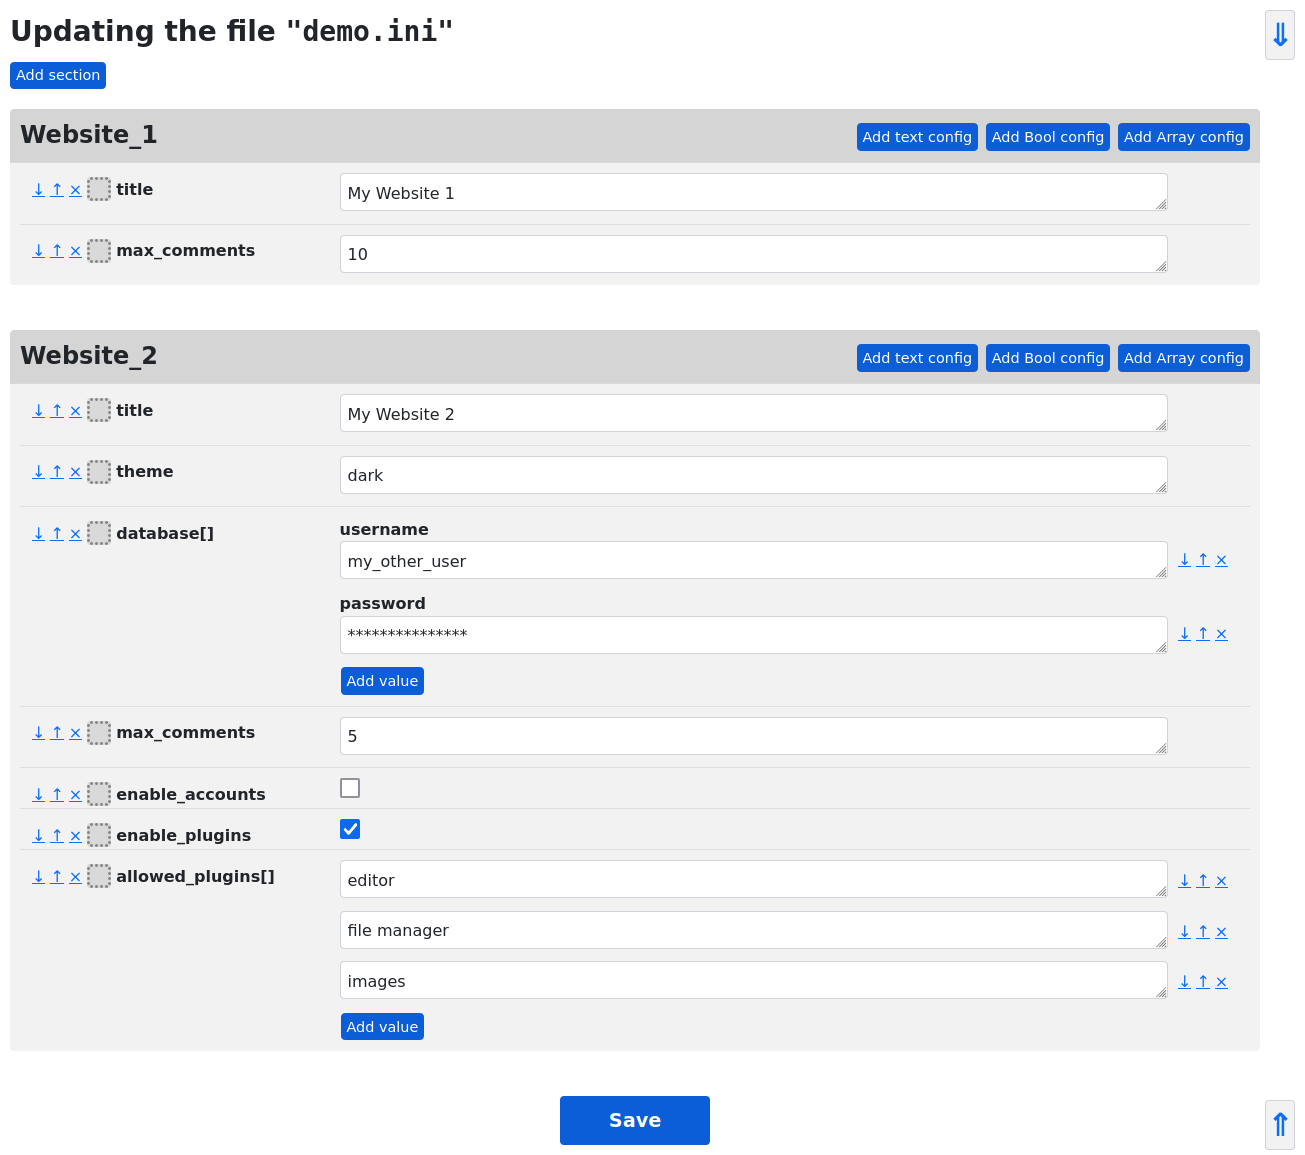 Updating the file "demo.ini"
⇓
Add section
Website_1
Add text config Add Bool config Add Array config
↓ ↑ × title My Website 1
↓ ↑ × max_comments 10
Website_2
Add text config Add Bool config Add Array config
↓ ↑ × title My Website 2
↓ ↑ × theme dark
↓ ↑ × database[] username
my_other_user ↓ ↑ ×
password
*************** ↓ ↑ ×
Add value
↓ ↑ × max_comments 5
↓ ↑ × enable_accounts
↓ ↑ × enable_plugins
↓ ↑ × allowed_plugins[] editor ↓ ↑ ×
file manager ↓ ↑ ×
images ↓ ↑ ×
Add value
Save
⇑